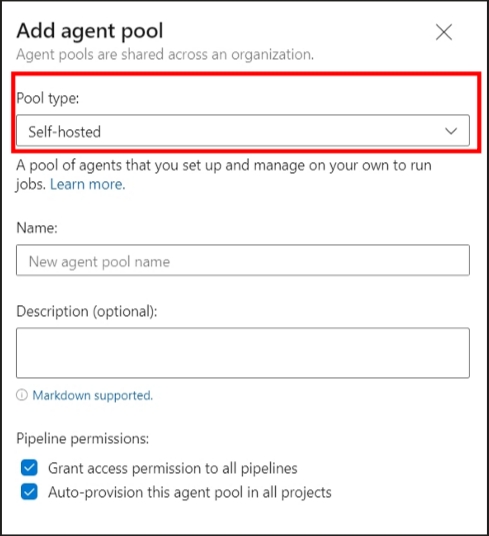 Add agent pool
Agent pools are shared across an organization.
Pool type:
Self-hosted
A pool of agents that you set up and manage on your own to run
jobs. Learn more.
Name:
New agent pool name
Description (optional):
Markdown supported.
Pipeline permissions:
Grant access permission to all pipelines
Auto-provision this agent pool in all projects